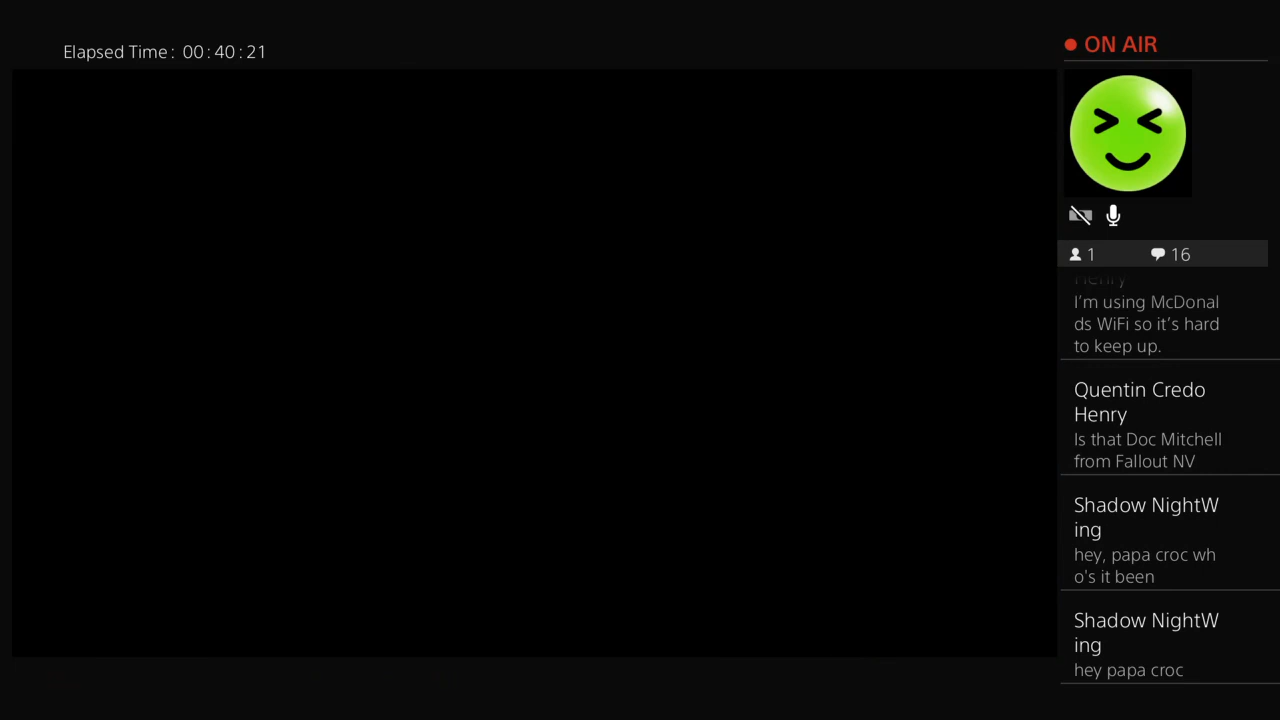 Elapsed Time: 00:40:21
ON AIR
1 16
Henry
I'm using McDonal
ds WiFi so it's hard
to keep up.
Quentin Credo
Henry
Is that Doc Mitchell
from Fallout NV
Shadow NightW
ing
hey, papa croc wh
o's it been
Shadow NightW
ing
hey papa croc